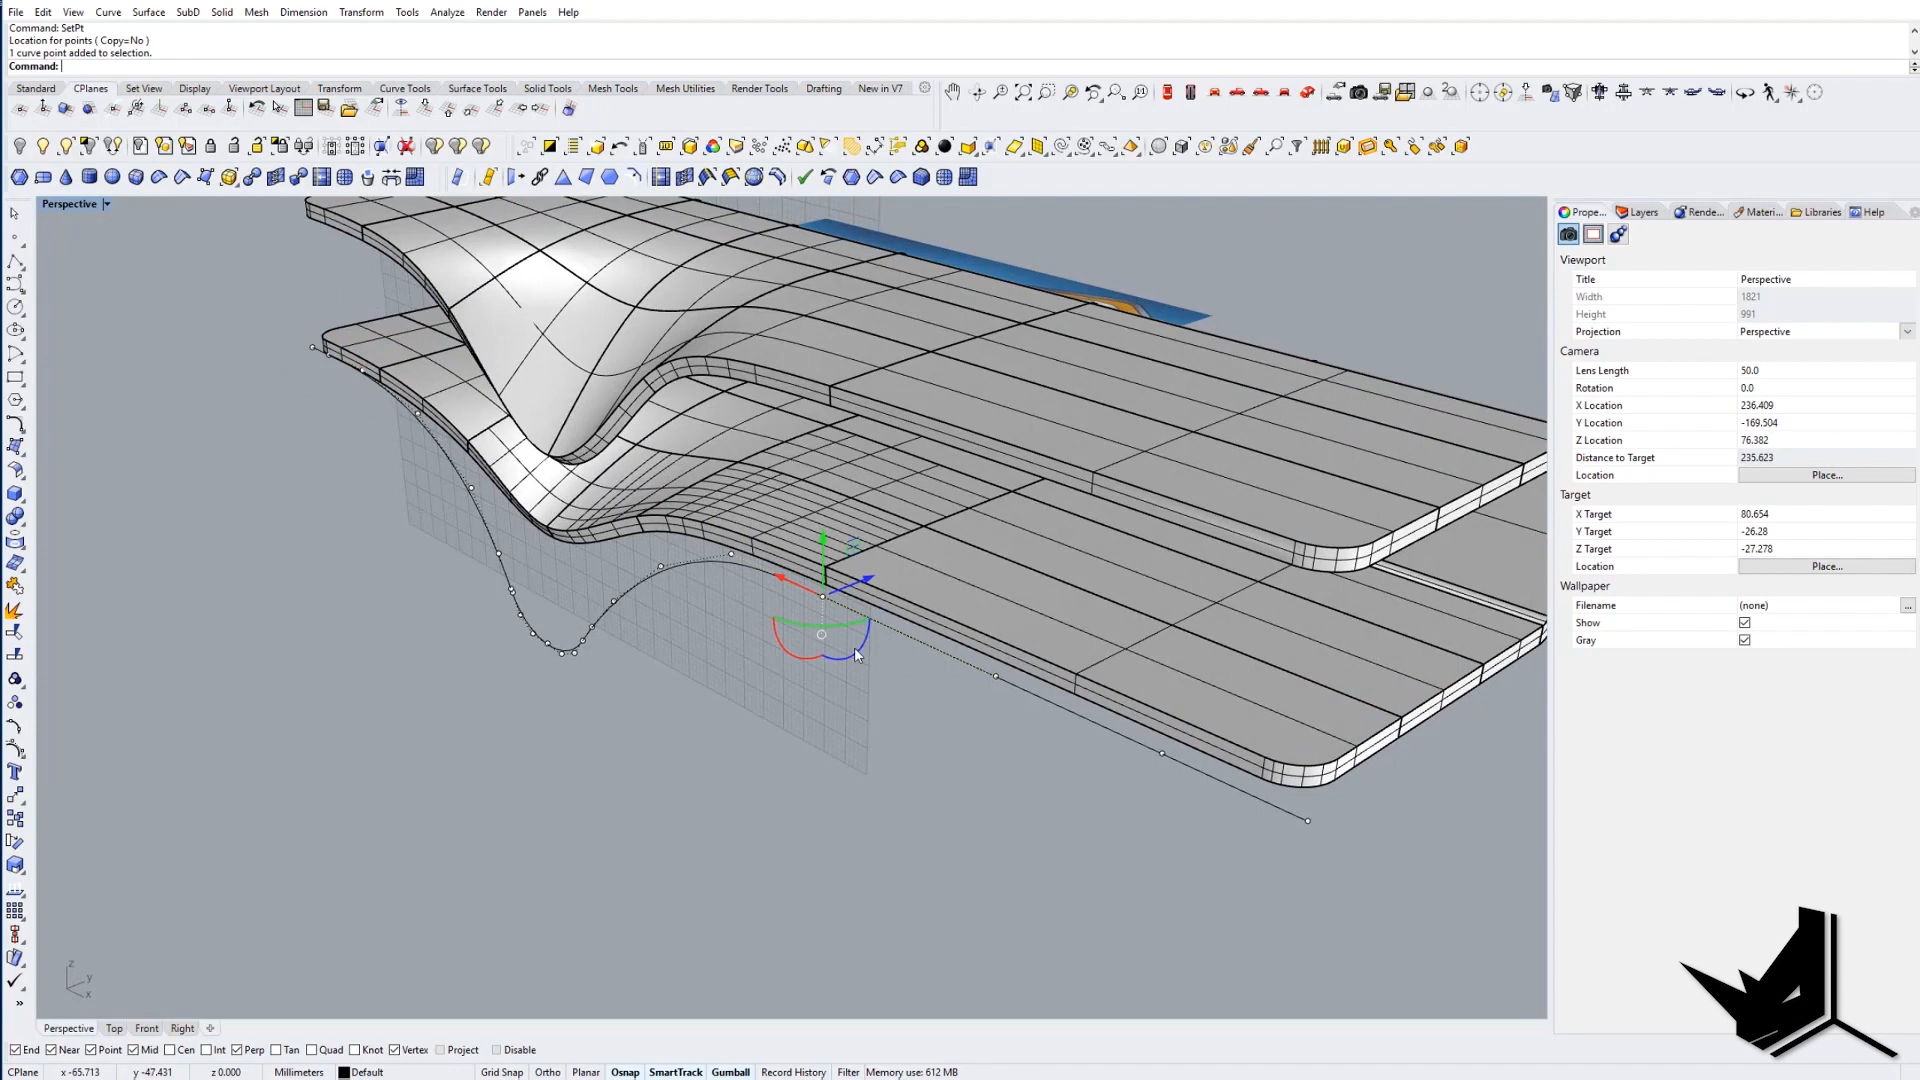 File Edit View Curve Surface SubD Solid Mesh Dimension Transform Tools Analyze Render Panels Help
Command: SetPt
Location for points ( Copy=No )
1 curve point added to selection.
Command:
Standard CPlanes Set View Display Viewport Layout Transform Curve Tools Surface Tools Solid Tools Mesh Tools Mesh Utilities Render Tools Drafting New in V7
Perspective
Prope... Layers Rende... Materi... Libraries Help
Viewport
Title Perspective
Width 1821
Height 991
Projection Perspective
Camera
Lens Length 50.0
Rotation 0.0
X Location 236.409
Y Location -169.504
Z Location 76.382
Distance to Target 235.623
Location Place...
Target
X Target 80.654
Y Target -26.28
Z Target -27.278
Location Place...
Wallpaper
Filename (none) ...
Show
Gray
z
y
x
Perspective Top Front Right
End Near Point Mid Cen Int Perp Tan Quad Knot Vertex Project Disable
CPlane x -65.713 y -47.431 z 0.000 Millimeters Default Grid Snap Ortho Planar Osnap SmartTrack Gumball Record History Filter Memory use: 612 MB